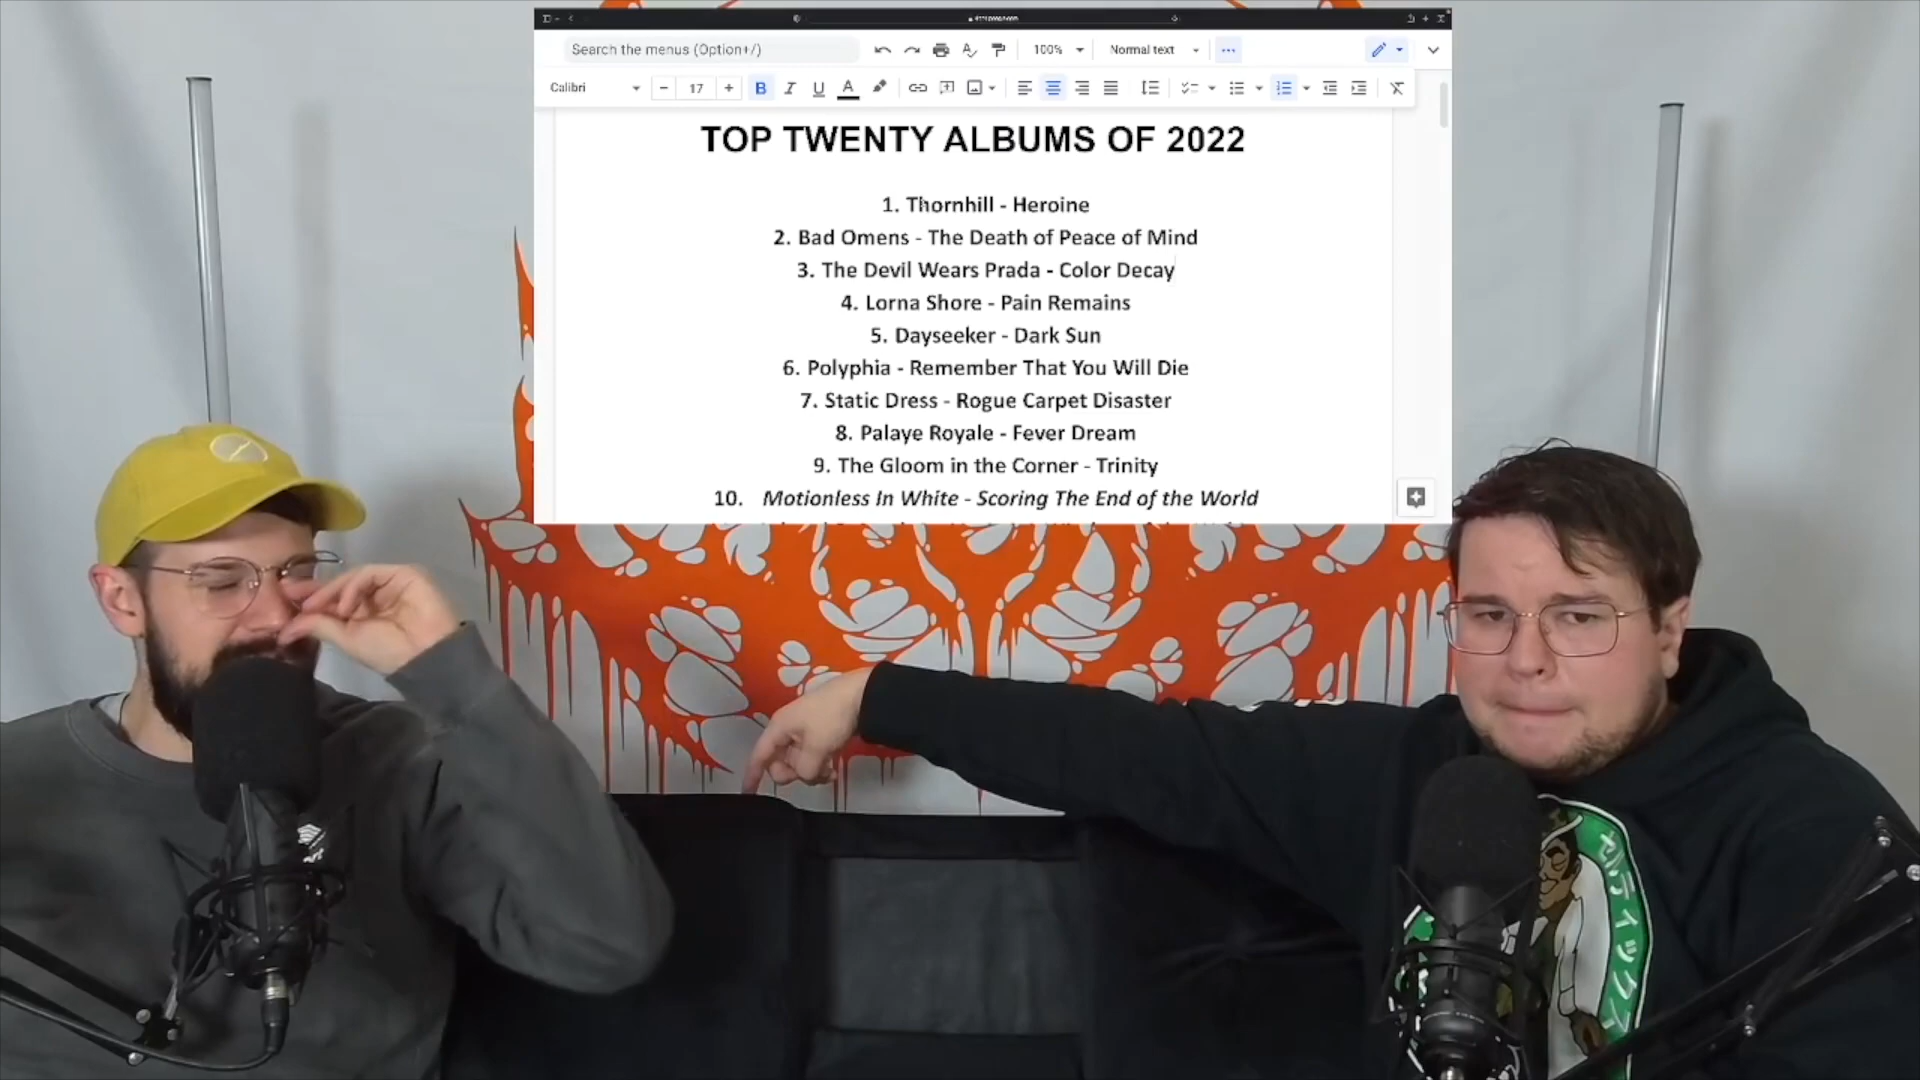 Search the menus (Option+/)
100%
Normal text
Calibri
17
B
I
U
A
TOP TWENTY ALBUMS OF 2022
1. Thornhill - Heroine
2. Bad Omens - The Death of Peace of Mind
3. The Devil Wears Prada - Color Decay
4. Lorna Shore - Pain Remains
5. Dayseeker - Dark Sun
6. Polyphia - Remember That You Will Die
7. Static Dress - Rogue Carpet Disaster
8. Palaye Royale - Fever Dream
9. The Gloom in the Corner - Trinity
10. Motionless In White - Scoring The End of the World